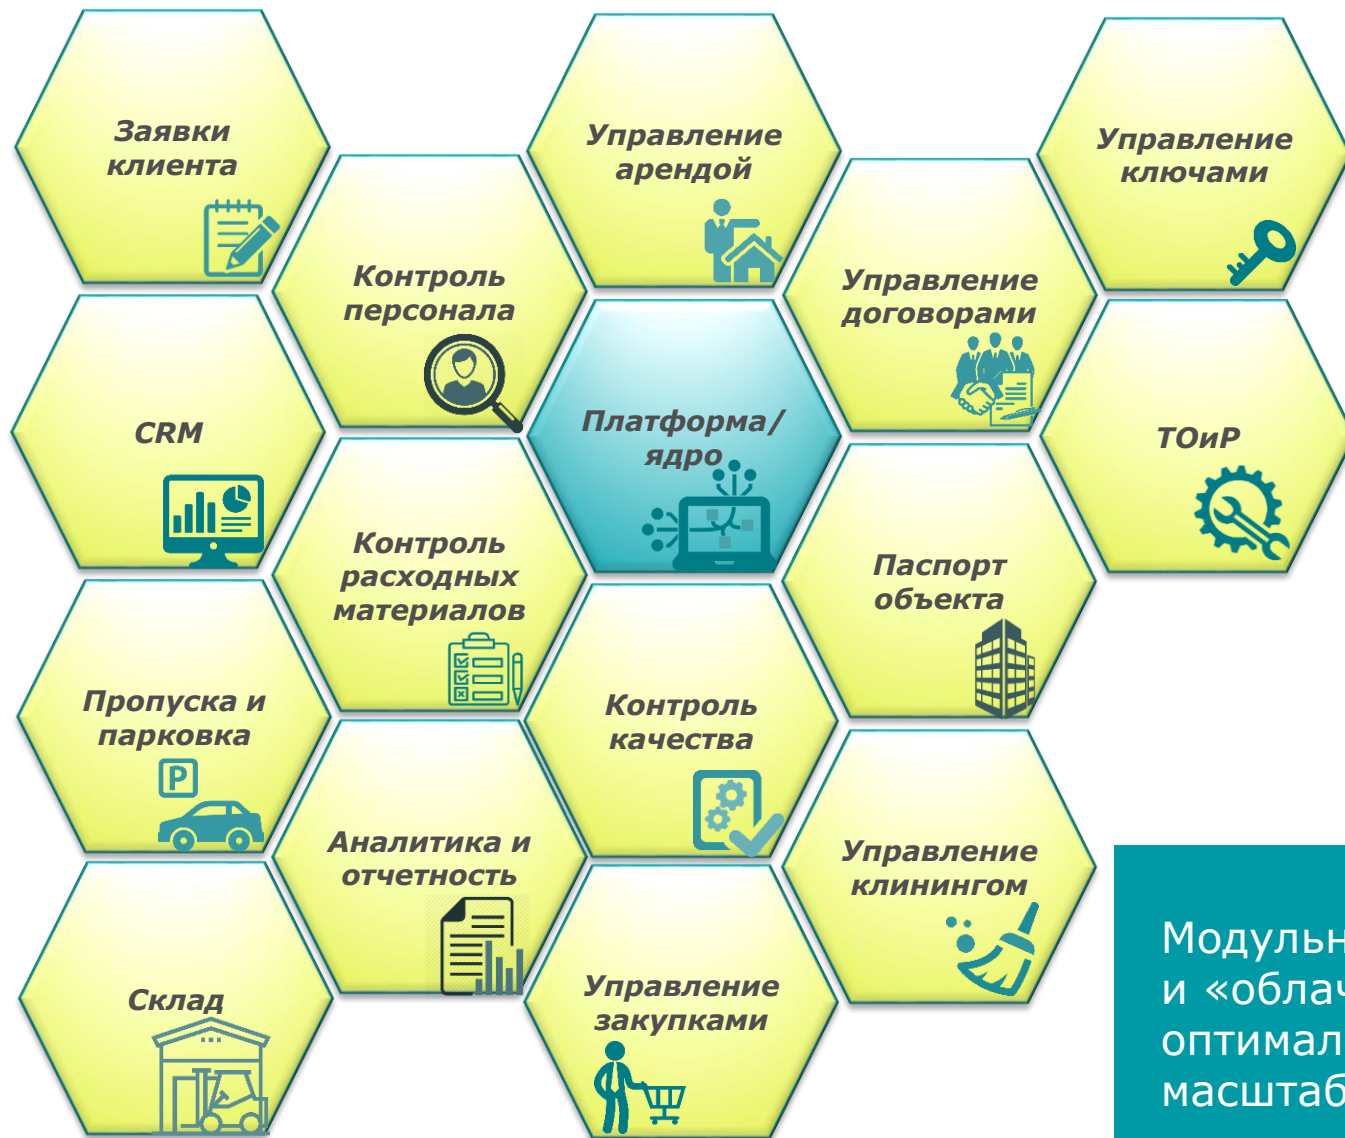 Заявки
клиента
Управление
арендой
Управление
ключами
Контроль
персонала
Управление
договорами
CRM
Платформа/
ядро
ТОиР
Контроль
расходных
материалов
Паспорт
объекта
Пропуска и
парковка
P
Контроль
качества
Аналитика и
отчетность
Управление
клинингом
Склад
Управление
закупками
и